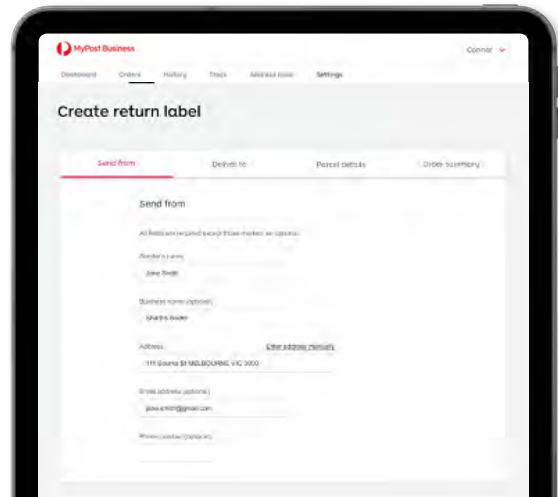 MyPost Business
Connor
Dashboard Orders History Track Address book Settings
Create return label
Send from Deliver to Parcel details Order summary
Send from
All fields are required except those marked as (optional)
Sender's name
Jane Smith
Business name (optional)
Address Enter address manually
111 Bourke St MELBOURNE VIC 3000
Email address (optional)
jane.smith@gmail.com
Phone number (optional)